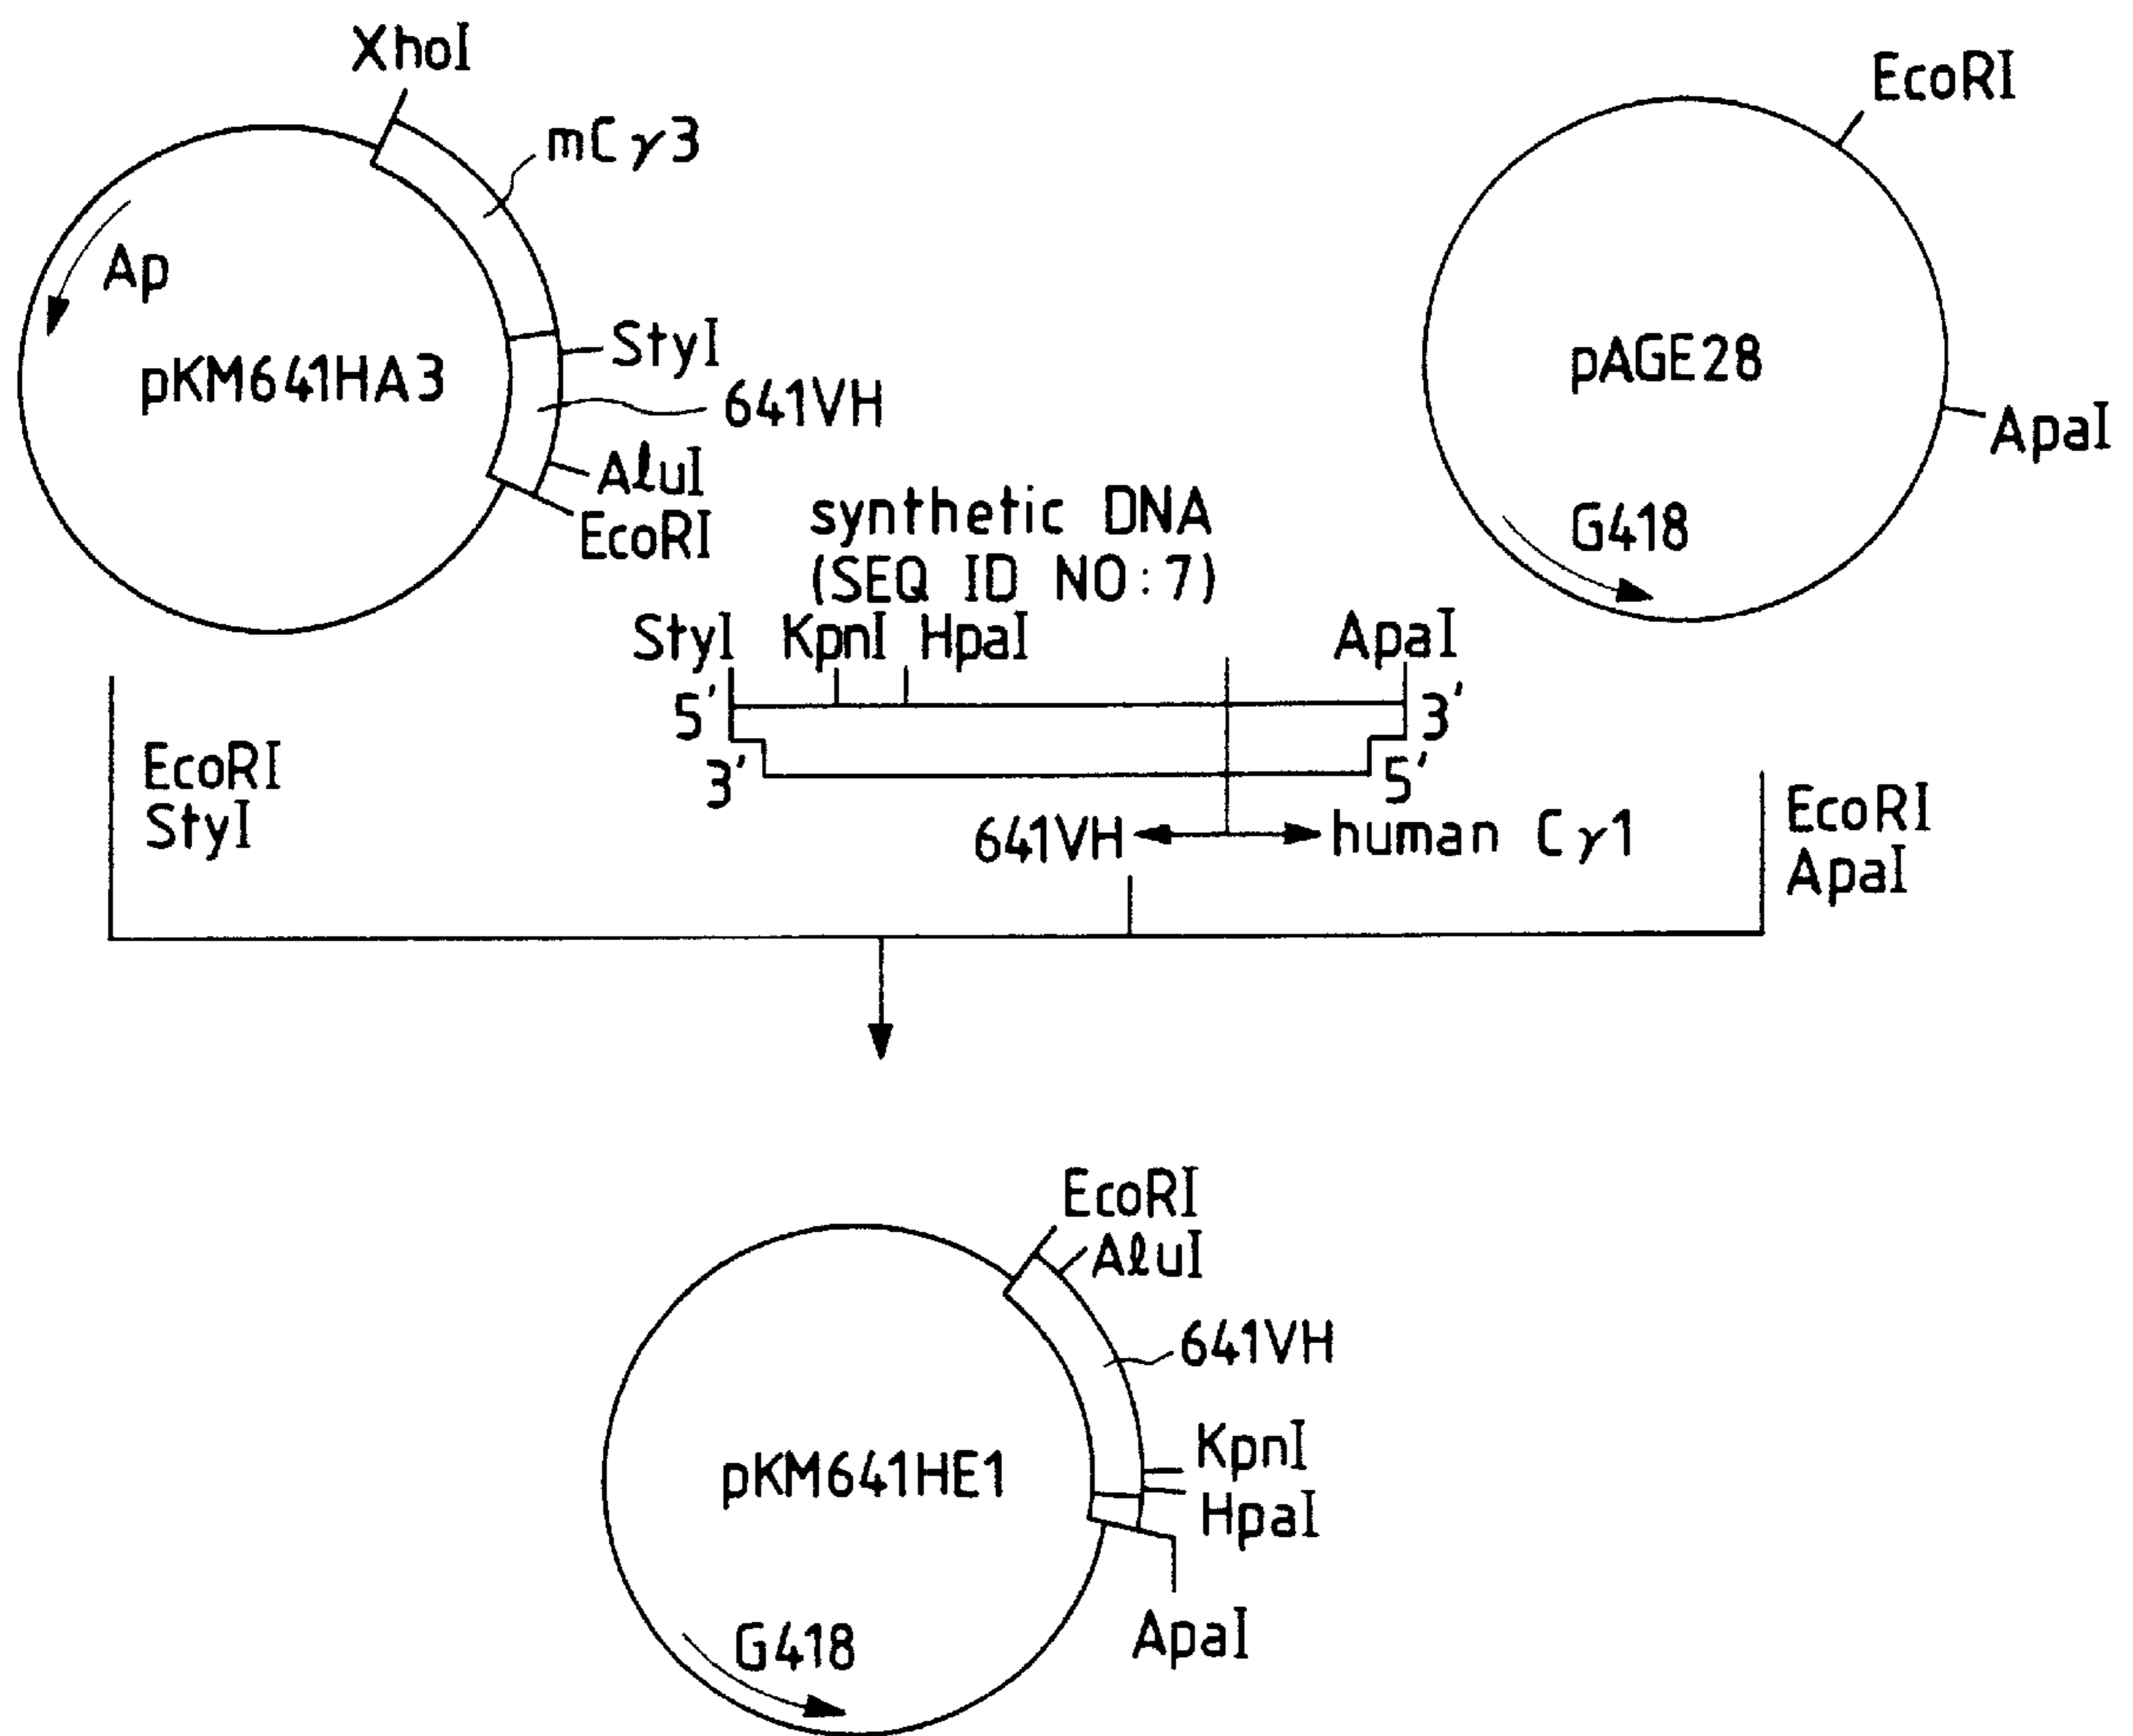 XhoI
mCγ3
Ap
pKM641HA3
StyI
641VH
AluI
EcoRI
EcoRI
pAGE28
ApaI
G418
synthetic DNA
(SEQ ID NO:7)
StyI KpnI HpaI ApaI
5′ 3′
3′ 5′
641VH human Cγ1
EcoRI
StyI
EcoRI
ApaI
EcoRI
AluI
641VH
pKM641HE1
KpnI
HpaI
ApaI
G418